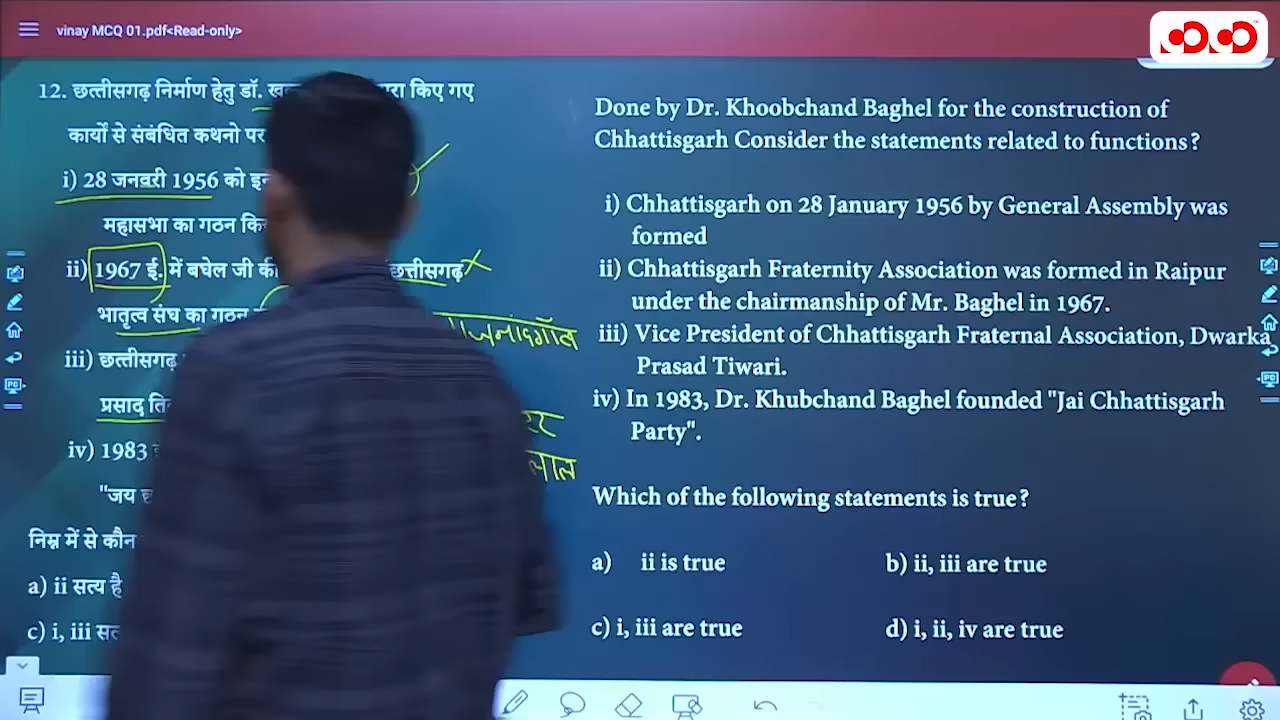 vinay MCQ 01.pdf<Read-only>
12. छत्तीसगढ़ निर्माण हेतु डॉ. किए गए
कार्यों से संबंधित कथनो पर
i) 28 जनवरी 1956 को
महासभा का गठन
ii) 1967 ई. में बघेल जी की छत्तीसगढ़
भातृत्व संघ का गठन
iii) छत्तीसगढ़
प्रसाद
iv) 1983
"जय
निम्न में से कौन
a) ii सत्य है
c) i, iii
Done by Dr. Khoobchand Baghel for the construction of
Chhattisgarh Consider the statements related to functions?
i) Chhattisgarh on 28 January 1956 by General Assembly was
formed
ii) Chhattisgarh Fraternity Association was formed in Raipur
under the chairmanship of Mr. Baghel in 1967.
iii) Vice President of Chhattisgarh Fraternal Association, Dwarka
Prasad Tiwari.
iv) In 1983, Dr. Khubchand Baghel founded "Jai Chhattisgarh
Party".
Which of the following statements is true?
a) ii is true
b) ii, iii are true
c) i, iii are true
d) i, ii, iv are true